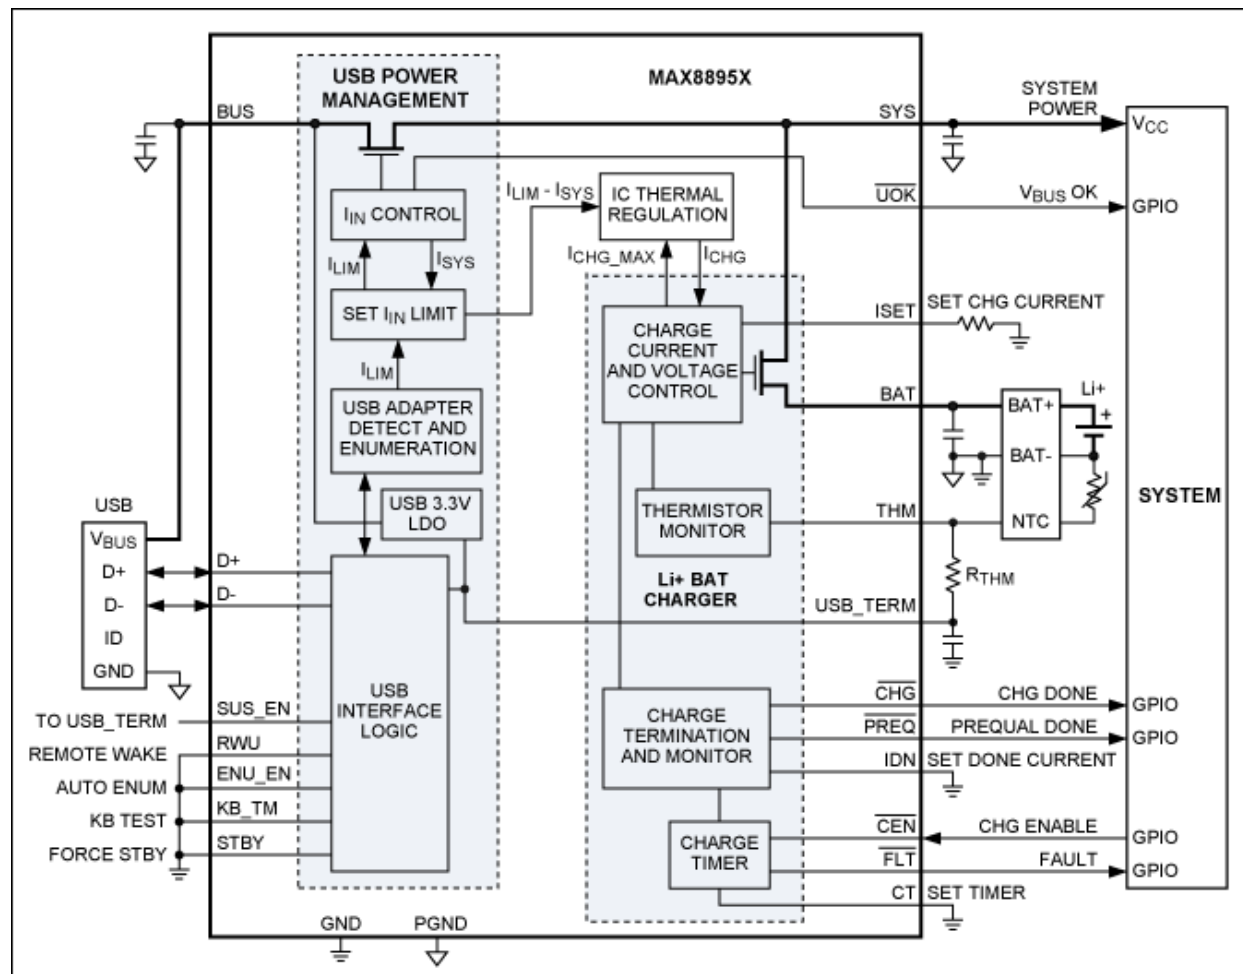 USB POWER
MANAGEMENT
MAX8895X
BUS
SYS
SYSTEM
POWER
VCC
IIN CONTROL
ILIM - ISYS
IC THERMAL
REGULATION
UOK
VBUS OK
GPIO
ILIM
ISYS
ICHG_MAX
ICHG
SET IIN LIMIT
CHARGE
CURRENT
AND VOLTAGE
CONTROL
ISET
SET CHG CURRENT
ILIM
USB ADAPTER
DETECT AND
ENUMERATION
BAT
BAT+
Li+
+
BAT-
USB 3.3V
LDO
THERMISTOR
MONITOR
THM
NTC
SYSTEM
USB
VBUS
D+
D-
ID
GND
D+
D-
Li+ BAT
CHARGER
RTHM
USB_TERM
USB
INTERFACE
LOGIC
TO USB_TERM
SUS_EN
REMOTE WAKE
RWU
AUTO ENUM
ENU_EN
KB TEST
KB_TM
FORCE STBY
STBY
CHARGE
TERMINATION
AND MONITOR
CHG
CHG DONE
GPIO
PREQ
PREQUAL DONE
GPIO
IDN
SET DONE CURRENT
CHARGE
TIMER
CEN
CHG ENABLE
GPIO
FLT
FAULT
GPIO
CT
SET TIMER
GND
PGND